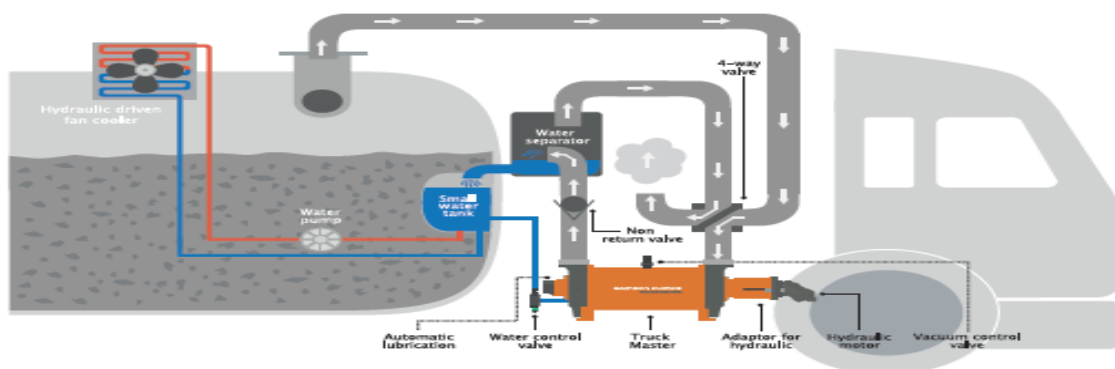 Hydraulic driven
fan cooler
4-way
valve
Water
separator
Small
water
tank
Water
pump
Non
return valve
Automatic
lubrication
Water control
valve
Truck
Master
Adaptor for
hydraulic
Hydraulic
motor
Vacuum control
valve